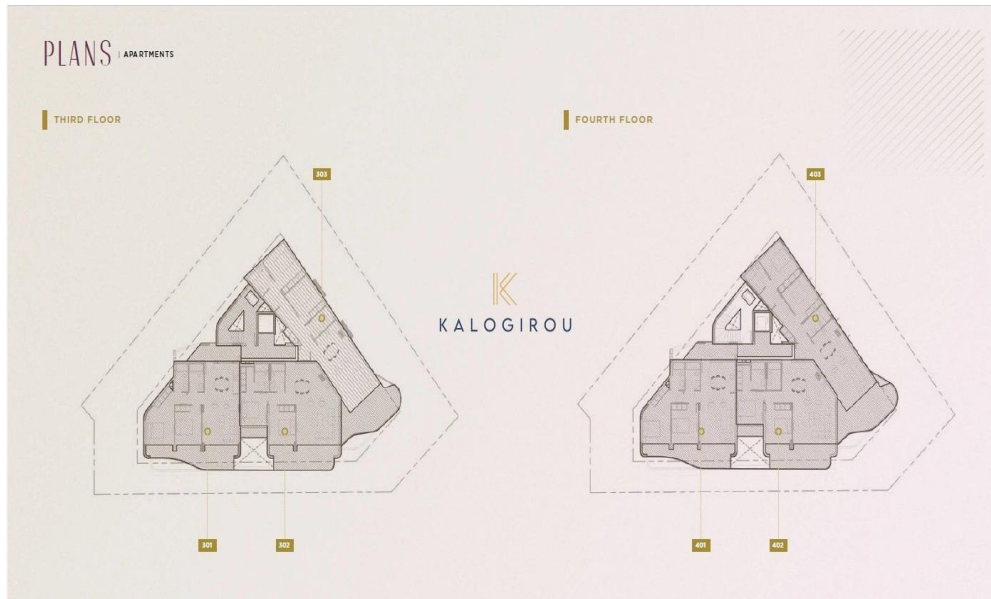 PLANS | APARTMENTS
THIRD FLOOR
FOURTH FLOOR
303
403
KALOGIROU
301
302
401
402